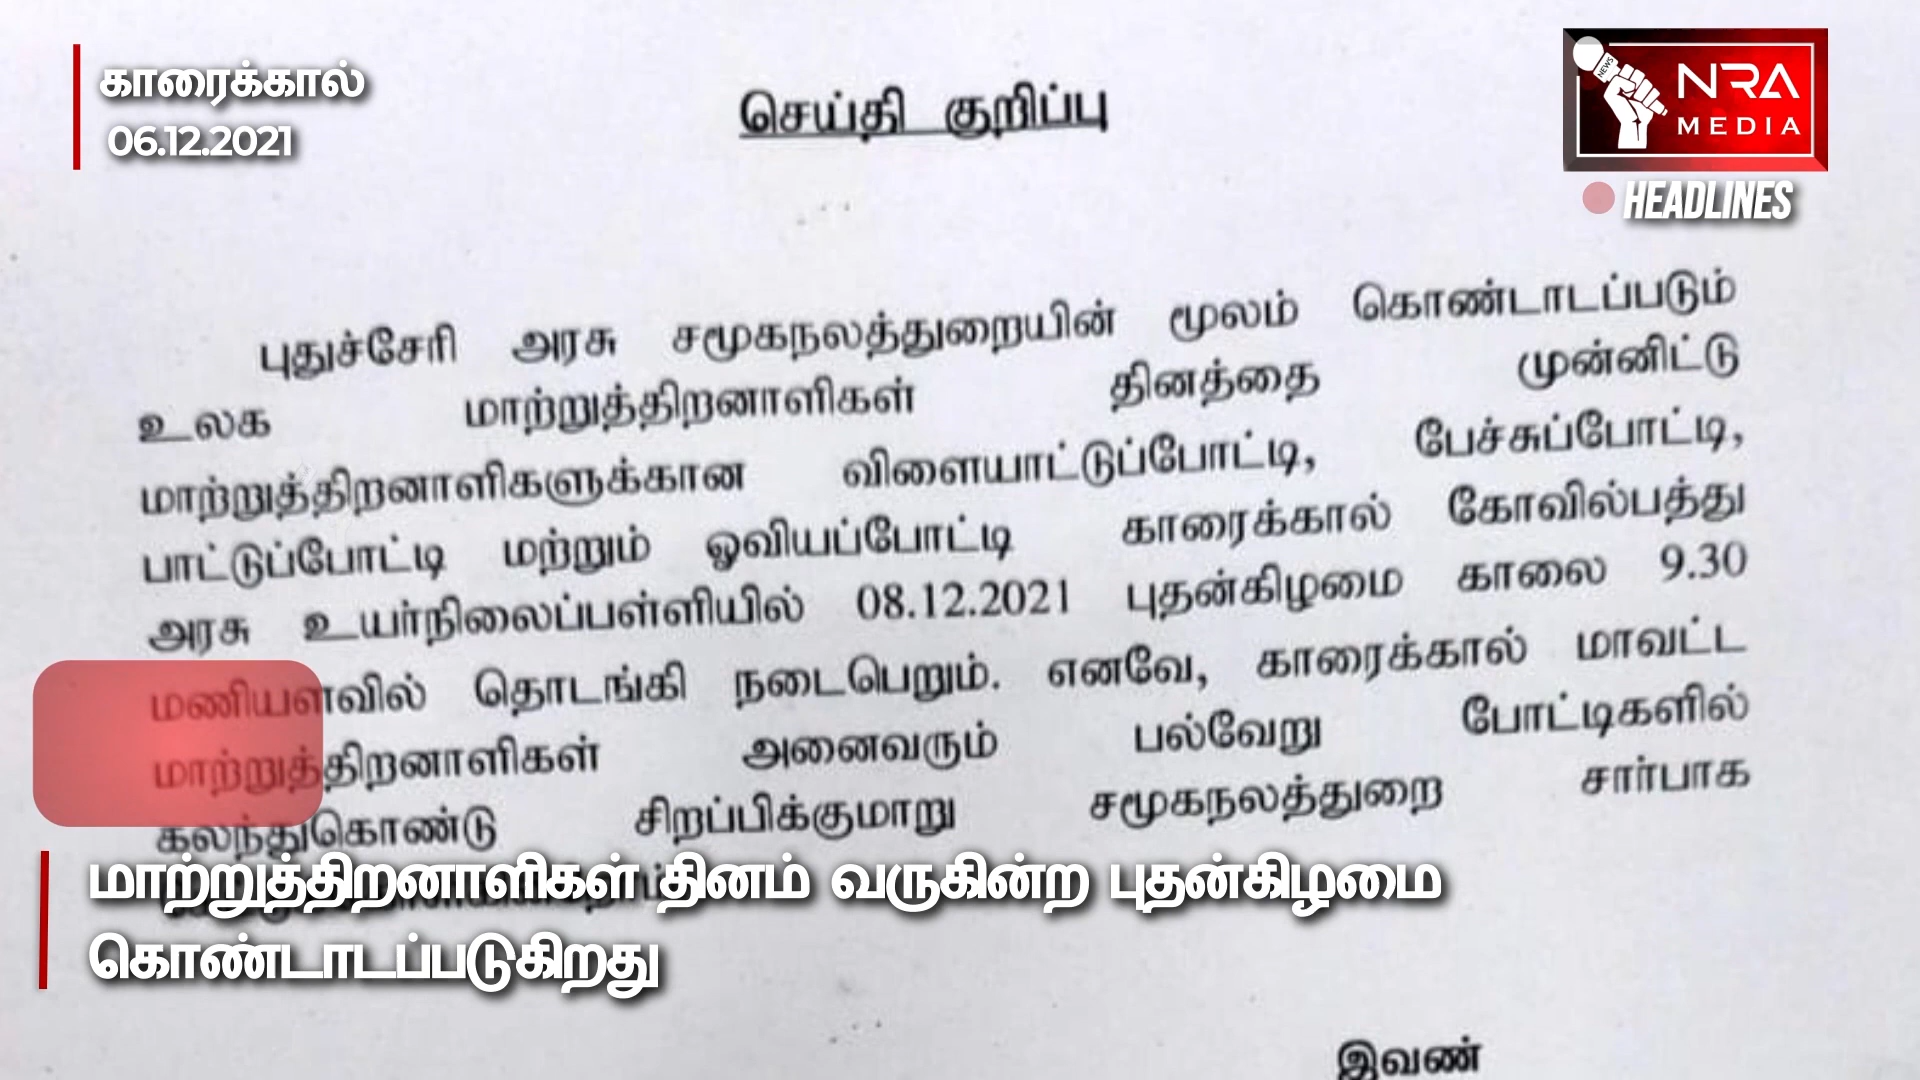 காரைக்கால்
06.12.2021
NEWS
NRA
MEDIA
HEADLINES
செய்தி குறிப்பு
புதுச்சேரி அரசு சமூகநலத்துறையின் மூலம் கொண்டாடப்படும்
உலக மாற்றுத்திறனாளிகள் தினத்தை முன்னிட்டு
மாற்றுத்திறனாளிகளுக்கான விளையாட்டுப்போட்டி, பேச்சுப்போட்டி,
பாட்டுப்போட்டி மற்றும் ஓவியப்போட்டி காரைக்கால் கோவில்பத்து
அரசு உயர்நிலைப்பள்ளியில் 08.12.2021 புதன்கிழமை காலை 9.30
மணியளவில் தொடங்கி நடைபெறும். எனவே, காரைக்கால் மாவட்ட
மாற்றுத்திறனாளிகள் அனைவரும் பல்வேறு போட்டிகளில்
கலந்துகொண்டு சிறப்பிக்குமாறு சமூகநலத்துறை சார்பாக
மாற்றுத்திறனாளிகள் தினம் வருகின்ற புதன்கிழமை
கொண்டாடப்படுகிறது
இவண்